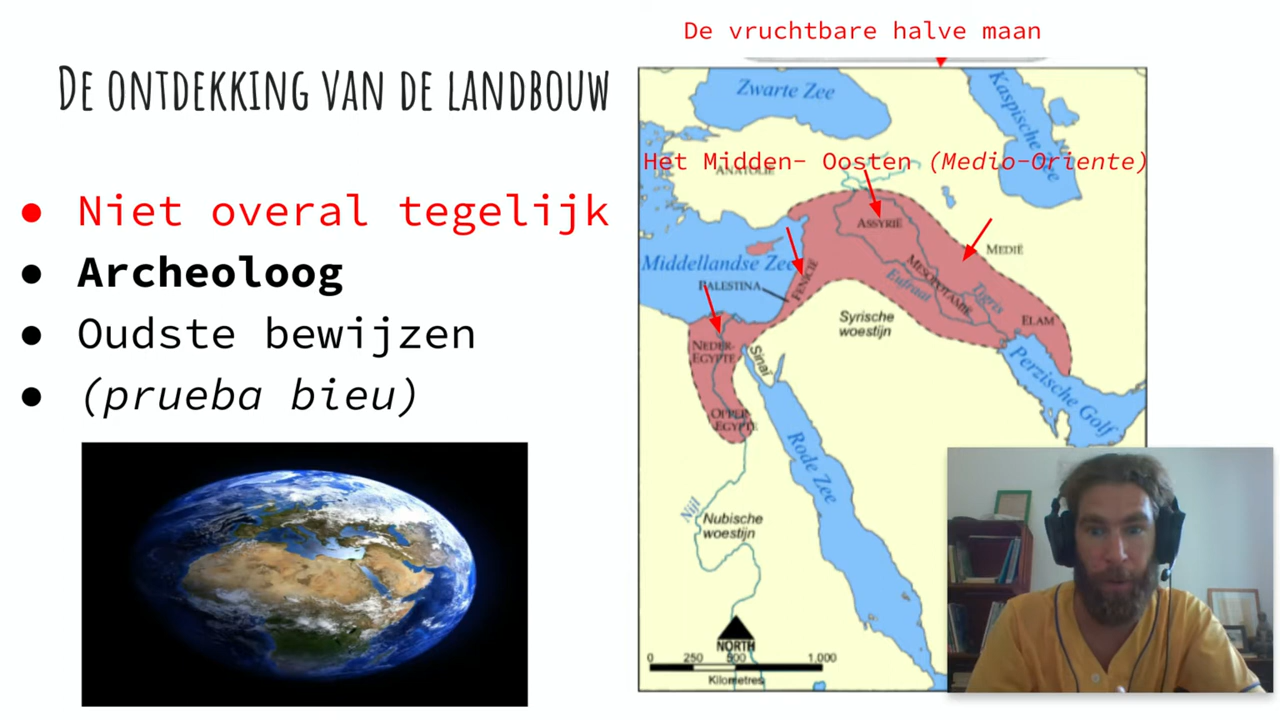 De vruchtbare halve maan
DE ONTDEKKING VAN DE LANDBOUW
Niet overal tegelijk
Archeoloog
Oudste bewijzen
(prueba bieu)
Zwarte Zee
Kaspische Zee
Het Midden- Oosten (Medio-Oriente)
ANATOLIE
ASSYRIË
MEDIË
Middellandse Zee
FENICIË
MESOPOTAMIË
Eufraat
Tigris
PALESTINA
Syrische
woestijn
ELAM
NEDER-
EGYPTE
Sinaï
Perzische Golf
OPPER-
EGYPTE
Rode Zee
Nijl
Nubische
woestijn
NORTH
0 250 500 1.000
Kilometres